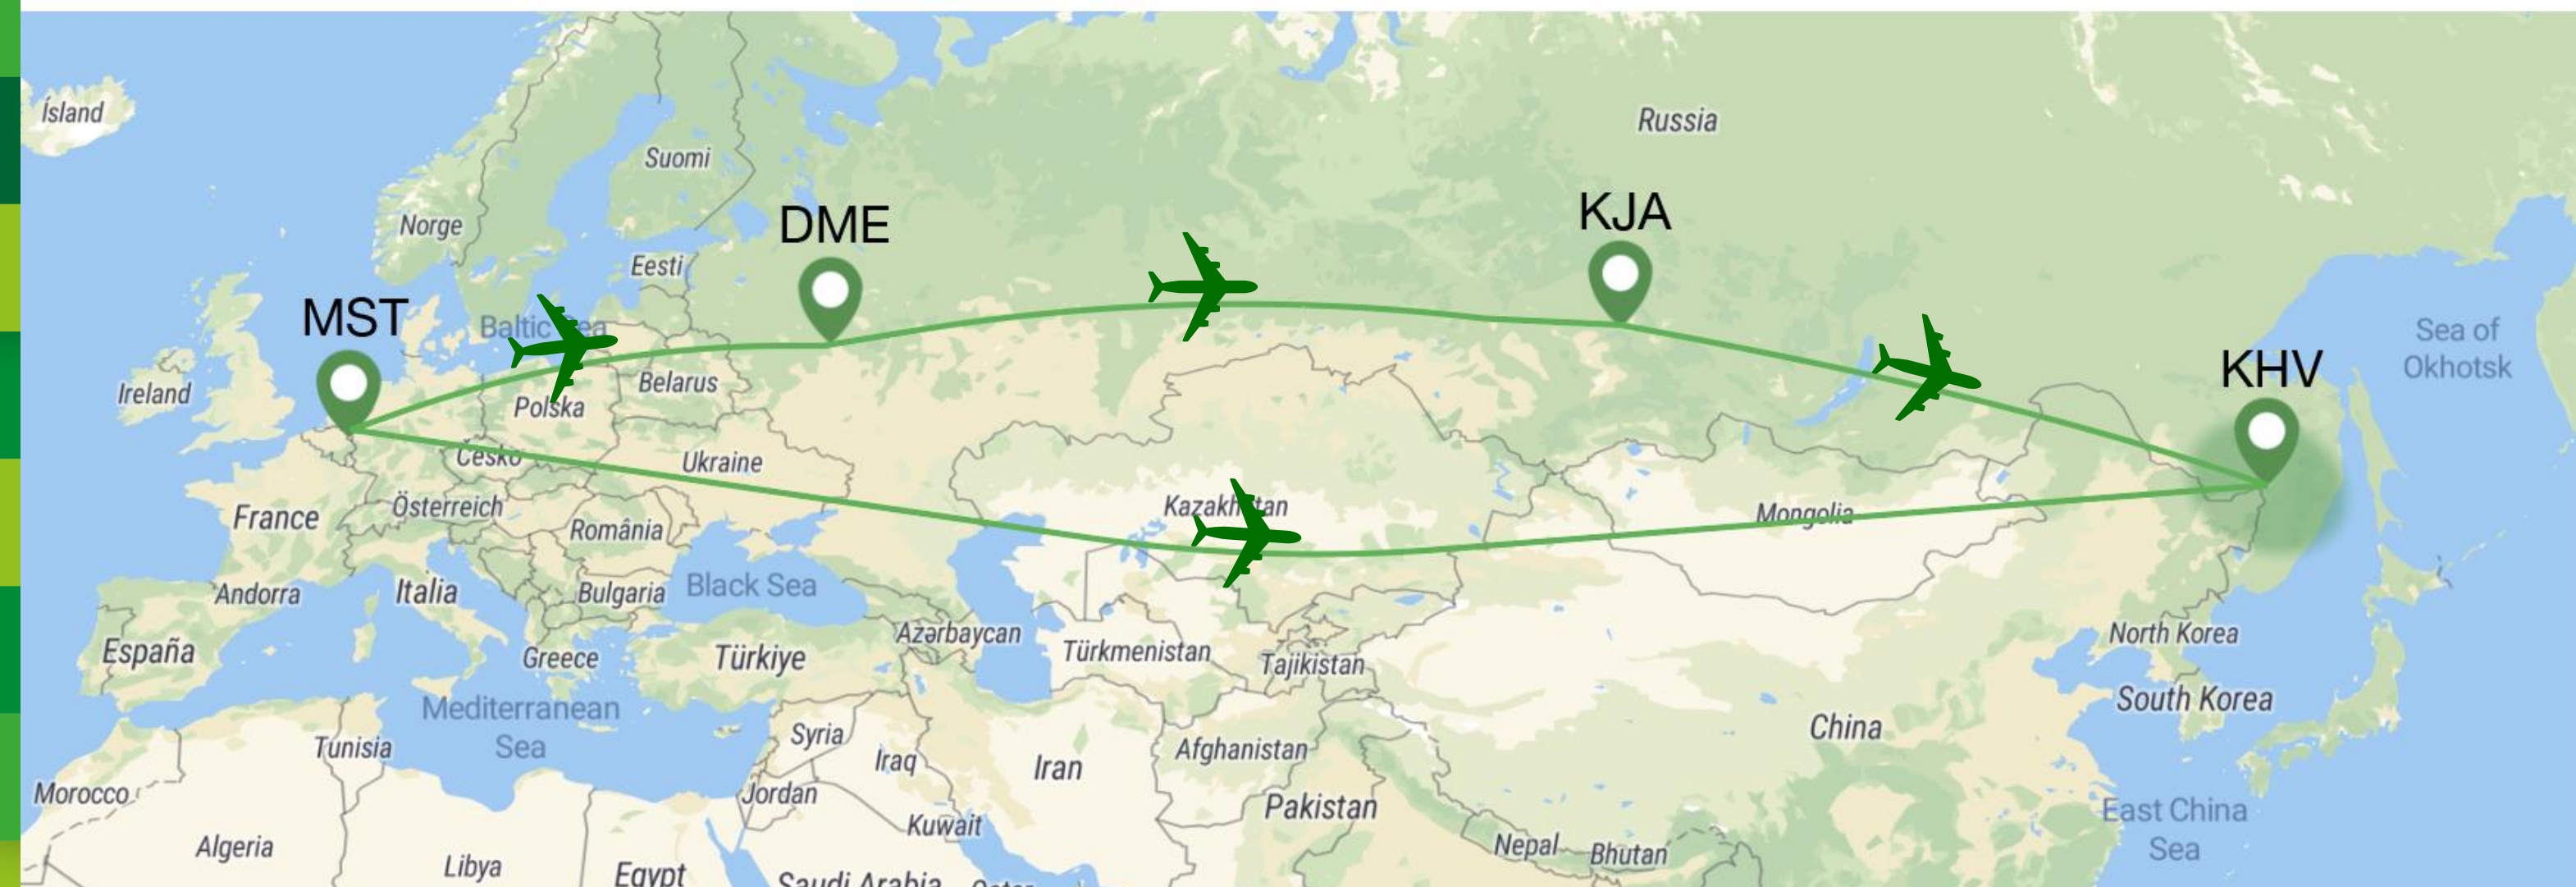 Ísland
Russia
Suomi
KJA
DME
Norge
Eesti
MST
Baltic Sea
Sea of
Okhotsk
KHV
Ireland
Belarus
Polska
Česko
Ukraine
Österreich
Kazakhstan
Mongolia
France
România
Andorra
Italia
Bulgaria
Black Sea
Azərbaycan
North Korea
España
Greece
Türkiye
Türkmenistan
Tajikistan
South Korea
Mediterranean
Sea
Syria
China
Tunisia
Iraq
Iran
Afghanistan
Morocco
Jordan
Pakistan
East China
Sea
Kuwait
Algeria
Libya
Nepal
Bhutan
Egypt
Saudi Arabia
Qatar